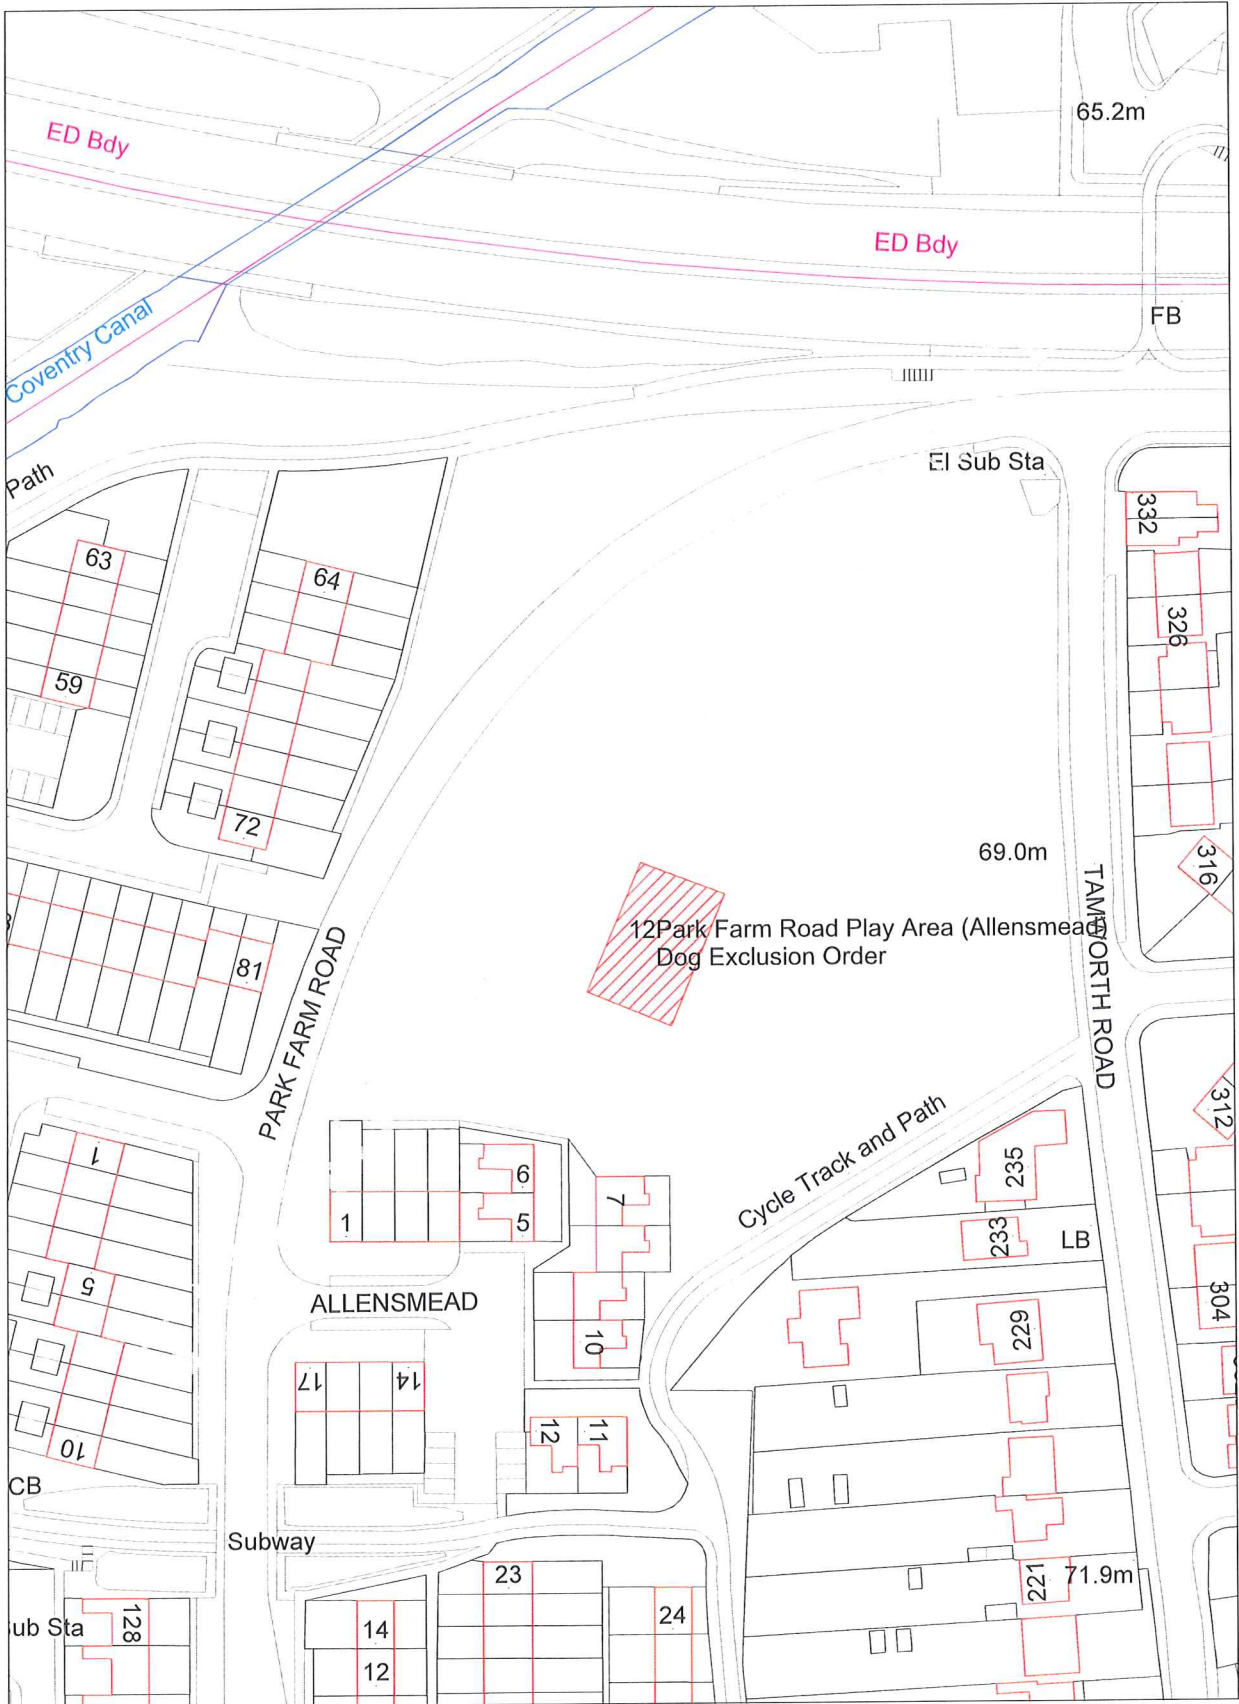 65.2m
ED Bdy
ED Bdy
FB
Coventry Canal
Path
El Sub Sta
332
63
64
326
59
72
69.0m
316
12Park Farm Road Play Area (Allensmead)
Dog Exclusion Order
TAMWORTH ROAD
81
PARK FARM ROAD
312
Cycle Track and Path
1
235
6
7
1
5
233
LB
5
ALLENSMEAD
304
229
10
17
14
12
11
10
CB
Subway
23
221
71.9m
128
ub Sta
14
24
12